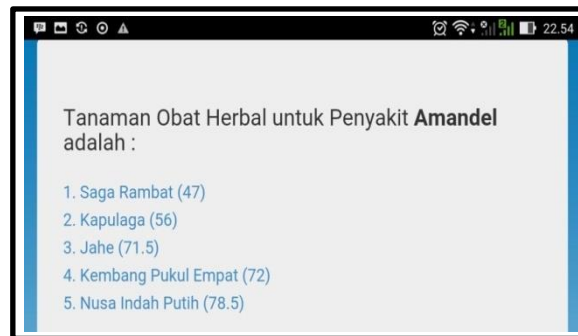 22.54
Tanaman Obat Herbal untuk Penyakit Amandel
adalah :
1. Saga Rambat (47)
2. Kapulaga (56)
3. Jahe (71.5)
4. Kembang Pukul Empat (72)
5. Nusa Indah Putih (78.5)